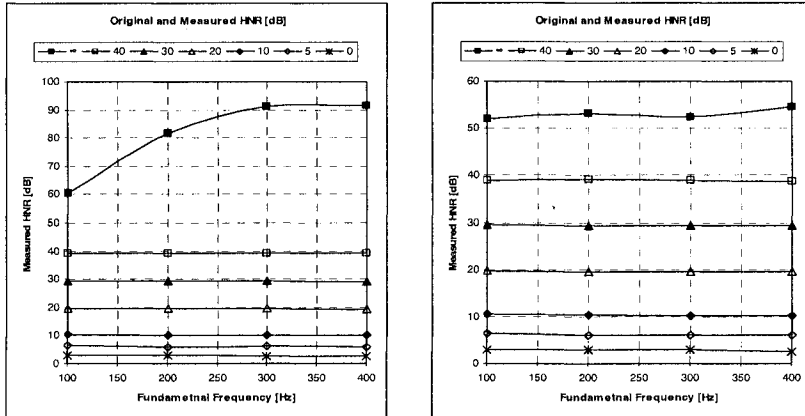 Original and Measured HNR [dB]
∞ 40 30 20 10 5 0
Measured HNR [dB]
100
90
80
70
60
50
40
30
20
10
0
100 150 200 250 300 350 400
Fundametnal Frequency [Hz]
Original and Measured HNR [dB]
∞ 40 30 20 10 5 0
Measured HNR [dB]
60
50
40
30
20
10
0
100 150 200 250 300 350 400
Fundametnal Frequency [Hz]